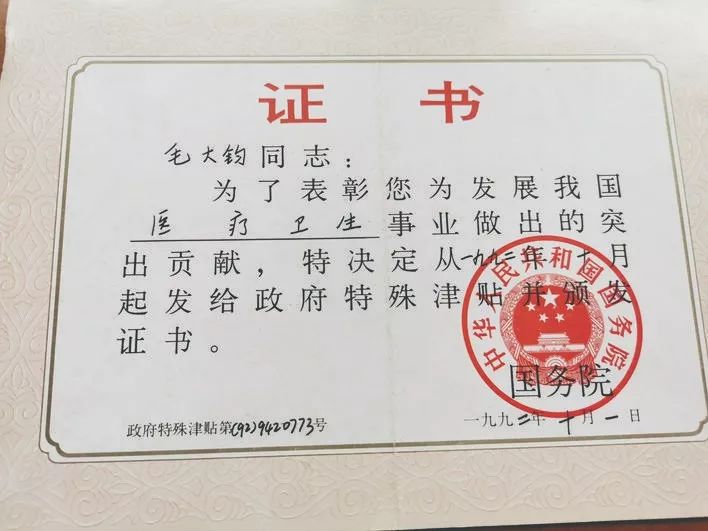 证书
毛大钧同志：
为了表彰您为发展我国
医疗卫生事业做出的突
出贡献，特决定从一九九二年十月
起发给政府特殊津贴并颁发
证书。
中华人民共和国国务院
国务院
政府特殊津贴第(92)9420773号
一九九二年十月一日